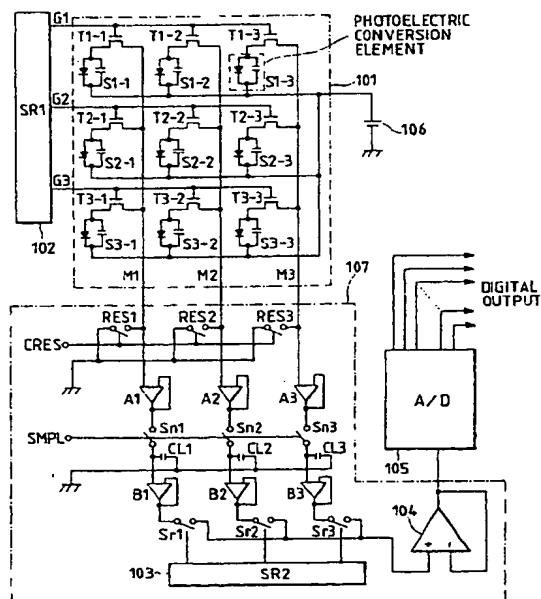 PHOTOELECTRIC
CONVERSION
ELEMENT
G1
T1-1 T1-2 T1-3
S1-1 S1-2 S1-3
101
SR1
G2
106
T2-1 T2-2 T2-3
S2-1 S2-2 S2-3
G3
T3-1 T3-2 T3-3
102
S3-1 S3-2 S3-3
M1 M2 M3
107
RES1 RES2 RES3
DIGITAL
OUTPUT
CRES
A1 A2 A3
A/D
Sn1 Sn2 Sn3
SMPL
CL1 CL2 CL3
105
B1 B2 B3
104
Sr1 Sr2 Sr3
+ -
103 SR2